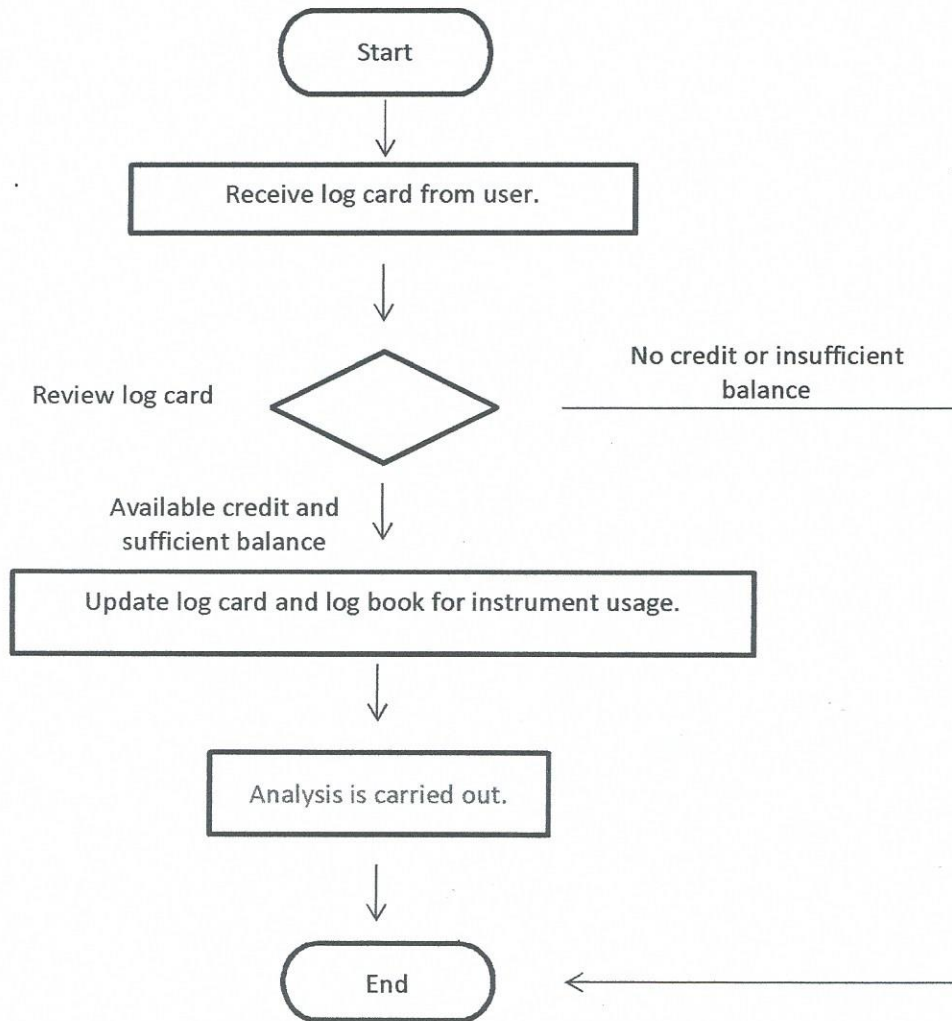 Start
Receive log card from user.
Review log card
No credit or insufficient
balance
Available credit and
sufficient balance
Update log card and log book for instrument usage.
Analysis is carried out.
End